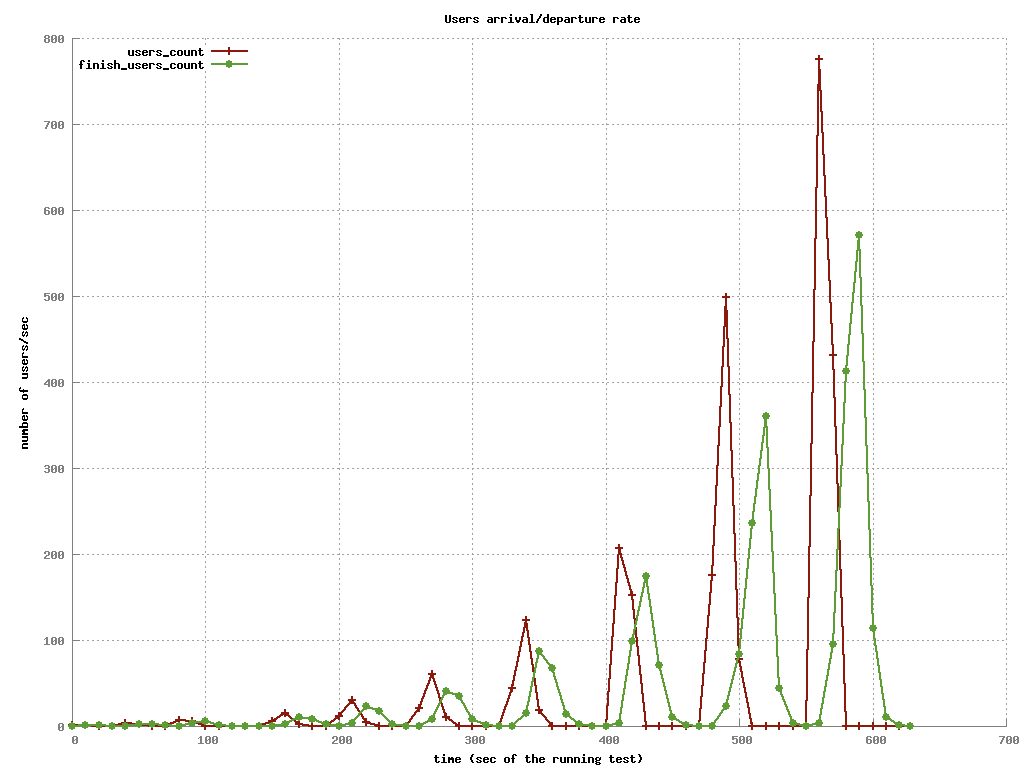 Users arrival/departure rate
800
users_count
finish_users_count
700
600
500
number of users/sec
400
300
200
100
0
0 100 200 300 400 500 600 700
time (sec of the running test)